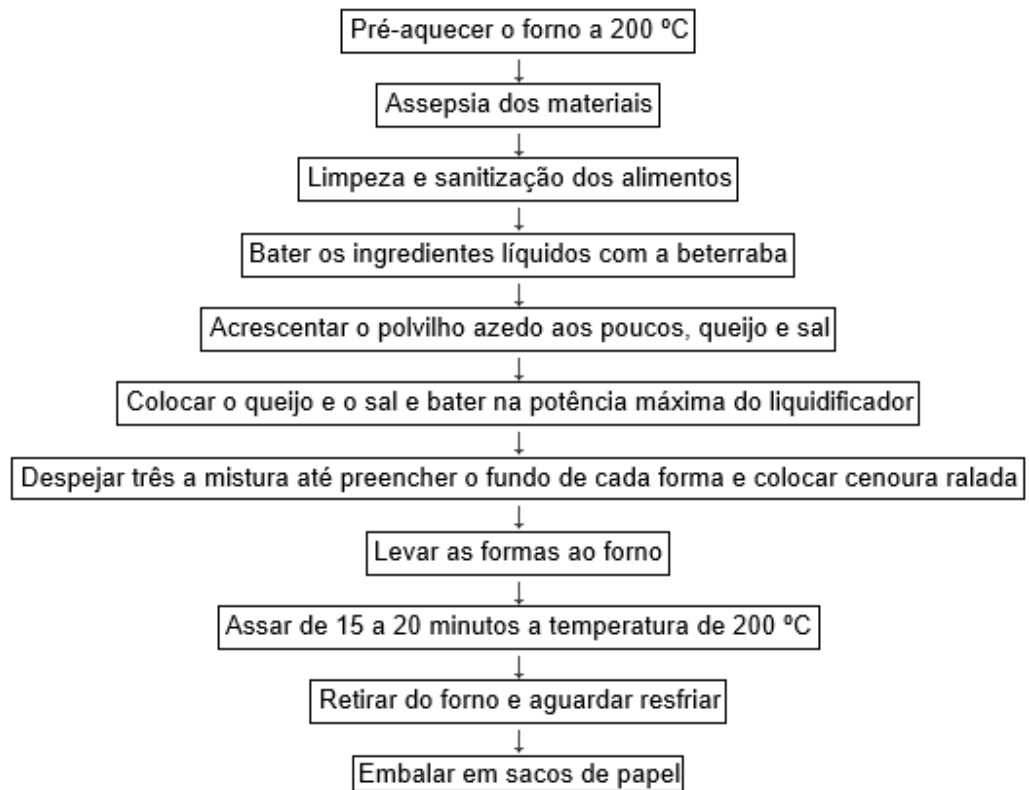 Pré-aquecer o forno a 200 ºC
Assepsia dos materiais
Limpeza e sanitização dos alimentos
Bater os ingredientes líquidos com a beterraba
Acrescentar o polvilho azedo aos poucos, queijo e sal
Colocar o queijo e o sal e bater na potência máxima do liquidificador
Despejar três a mistura até preencher o fundo de cada forma e colocar cenoura ralada
Levar as formas ao forno
Assar de 15 a 20 minutos a temperatura de 200 ºC
Retirar do forno e aguardar resfriar
Embalar em sacos de papel